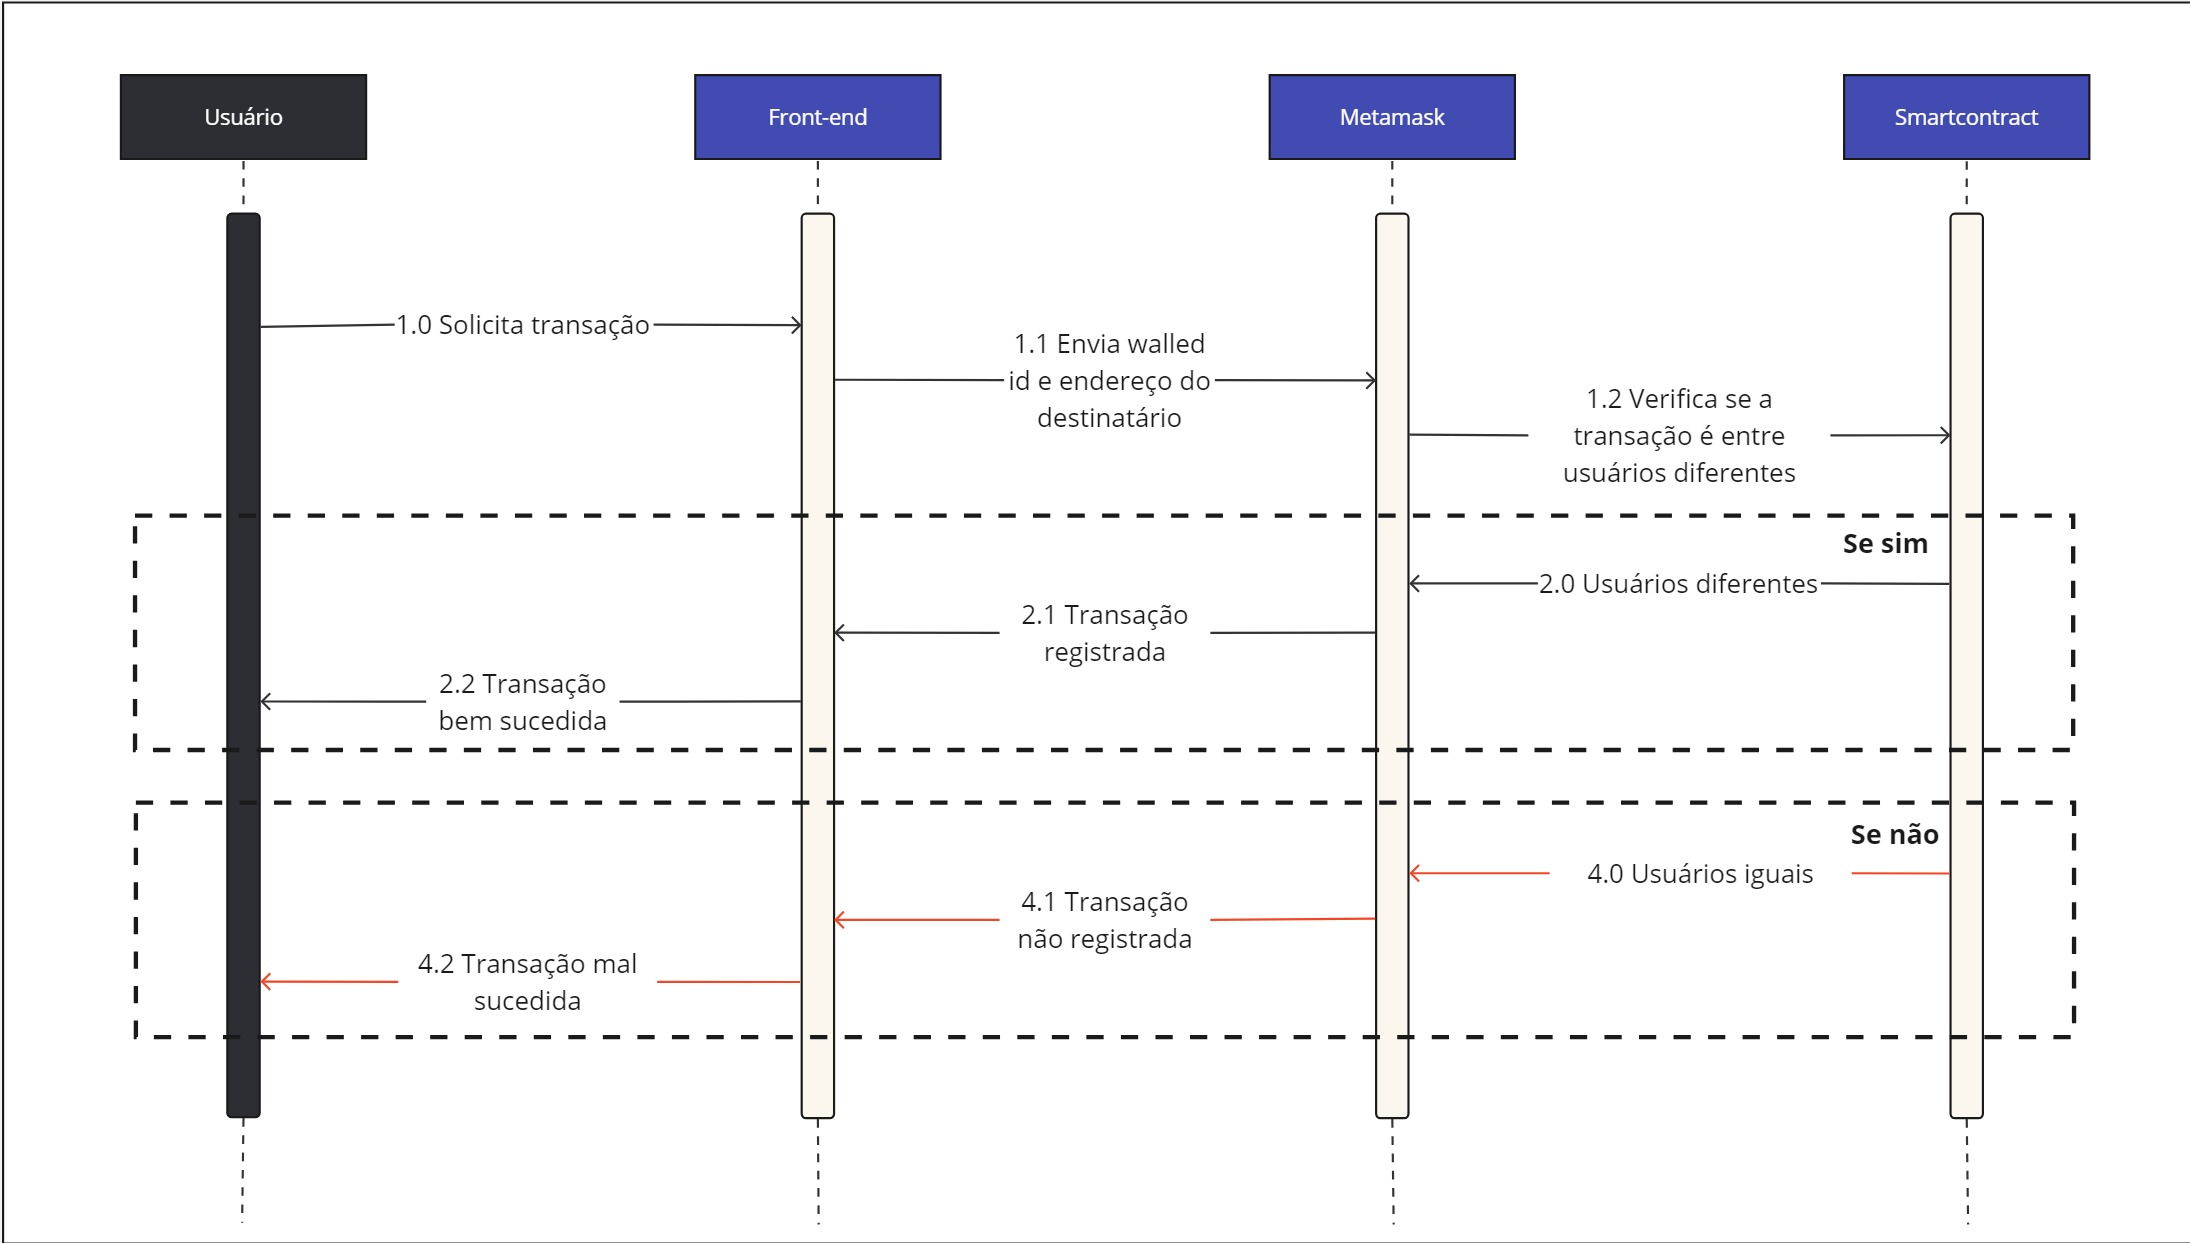 Usuário
Front-end
Metamask
Smartcontract
1.0 Solicita transação
1.1 Envia walled
id e endereço do
destinatário
1.2 Verifica se a
transação é entre
usuários diferentes
Se sim
2.0 Usuários diferentes
2.1 Transação
registrada
2.2 Transação
bem sucedida
Se não
4.0 Usuários iguais
4.1 Transação
não registrada
4.2 Transação mal
sucedida